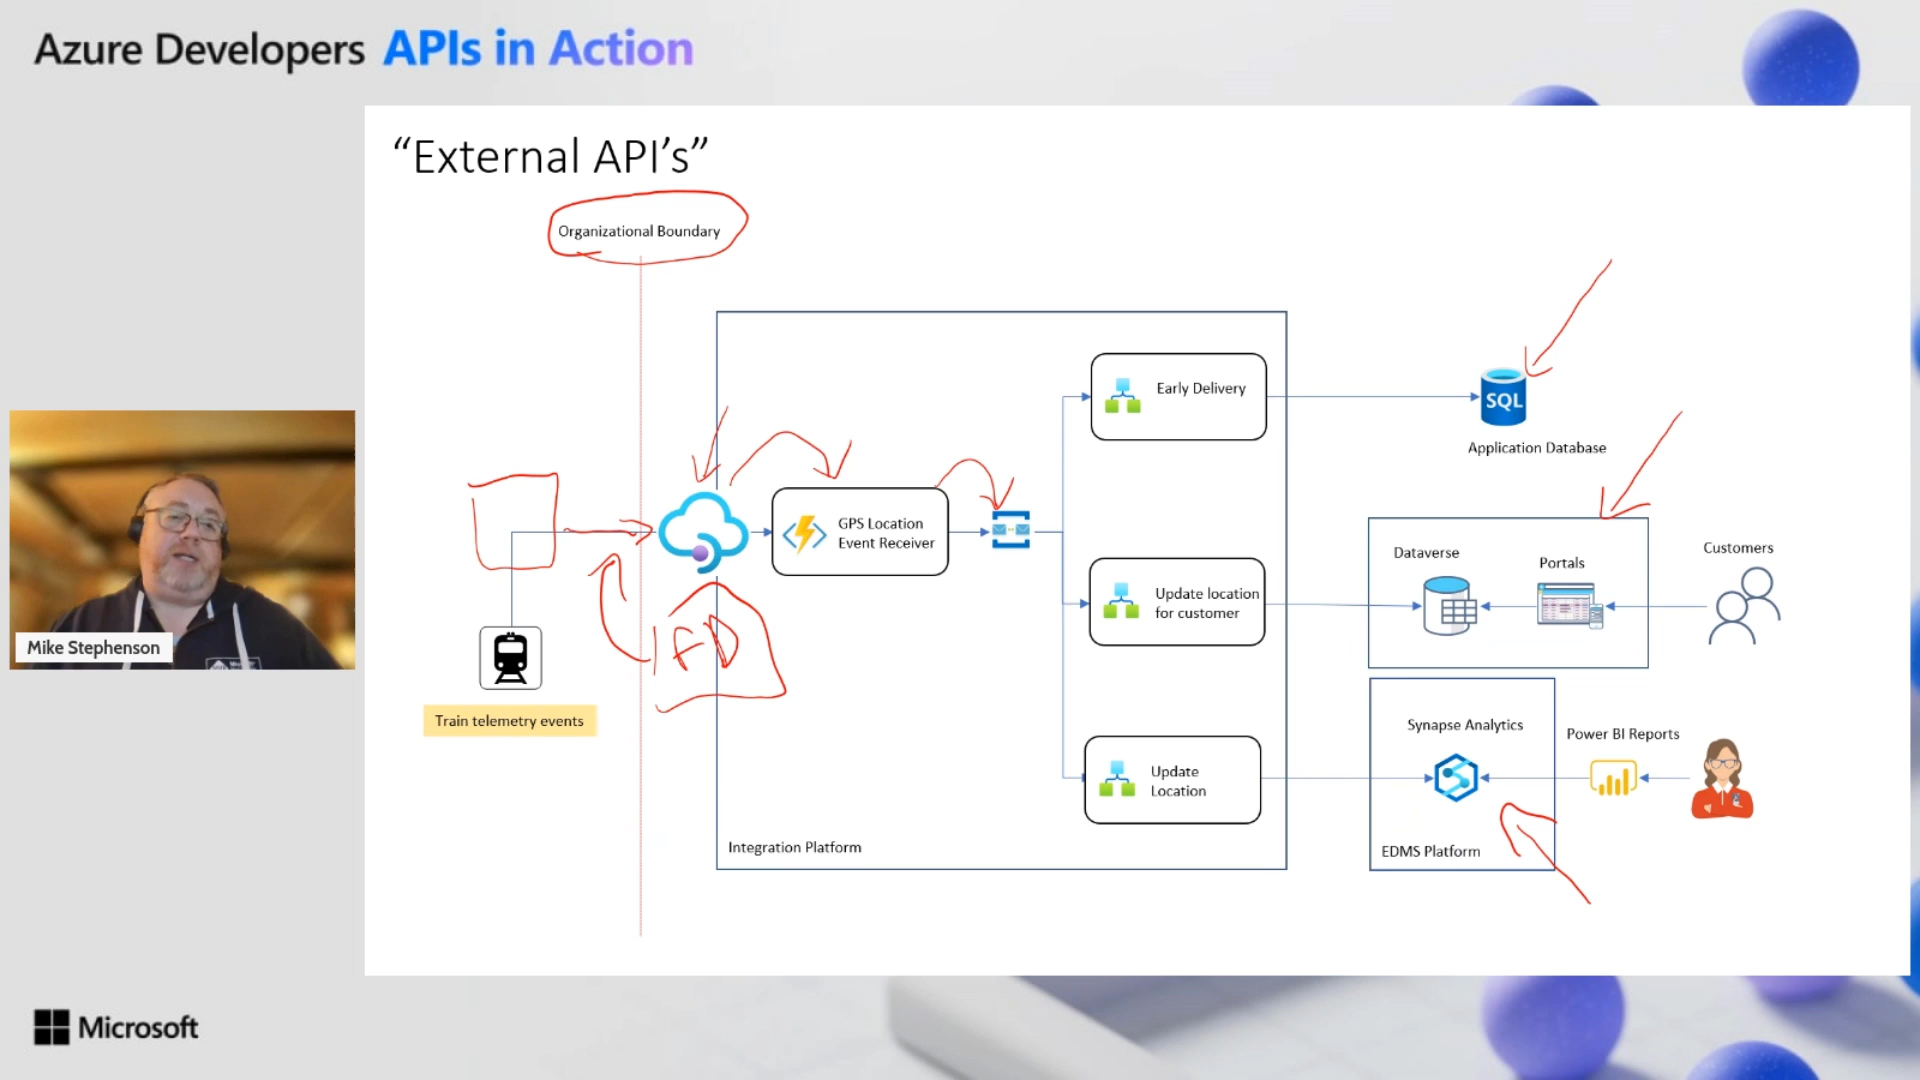 Azure Developers APIs in Action
“External API’s”
Organizational Boundary
Early Delivery
SQL
Application Database
GPS Location
Event Receiver
Dataverse
Portals
Customers
Update location
for customer
FD
Mike Stephenson
Train telemetry events
Synapse Analytics
Power BI Reports
Update
Location
Integration Platform
EDMS Platform
Microsoft